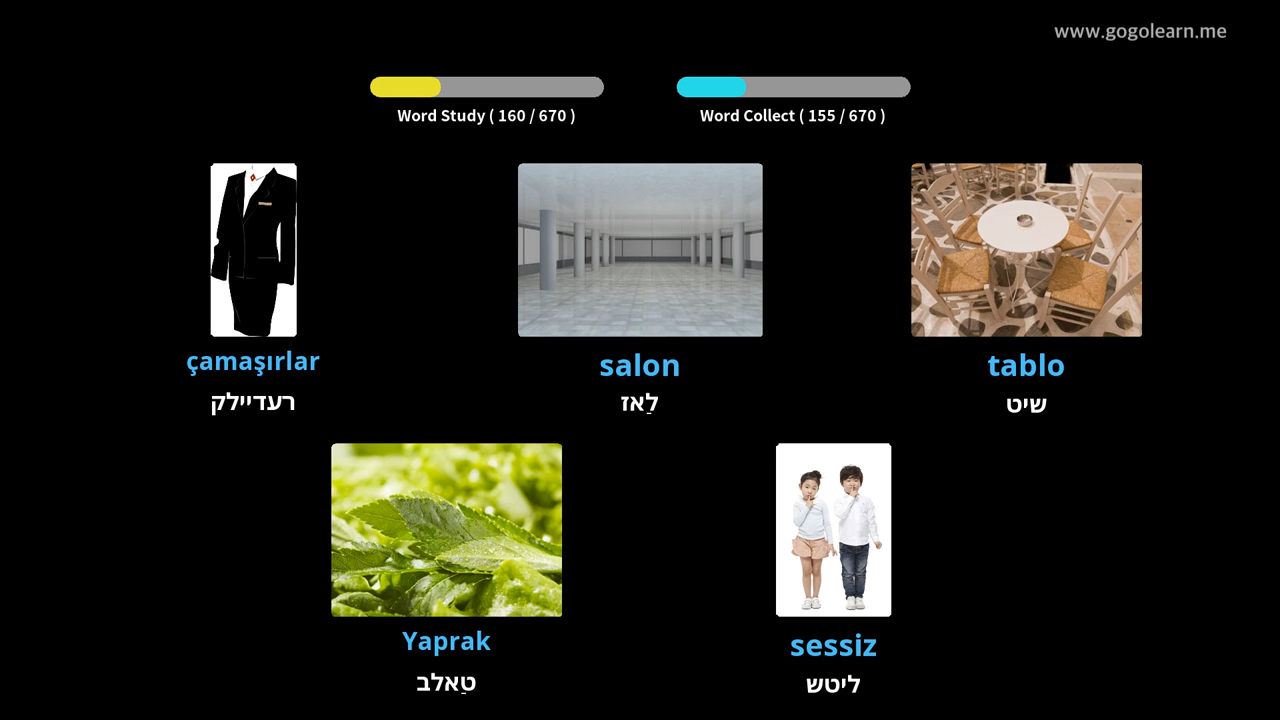 www.gogolearn.me
Word Study ( 160 / 670 )
Word Collect ( 155 / 670 )
çamaşırlar
רעדיילק
salon
לַאז
tablo
שיט
Yaprak
טַאלב
sessiz
ליטש